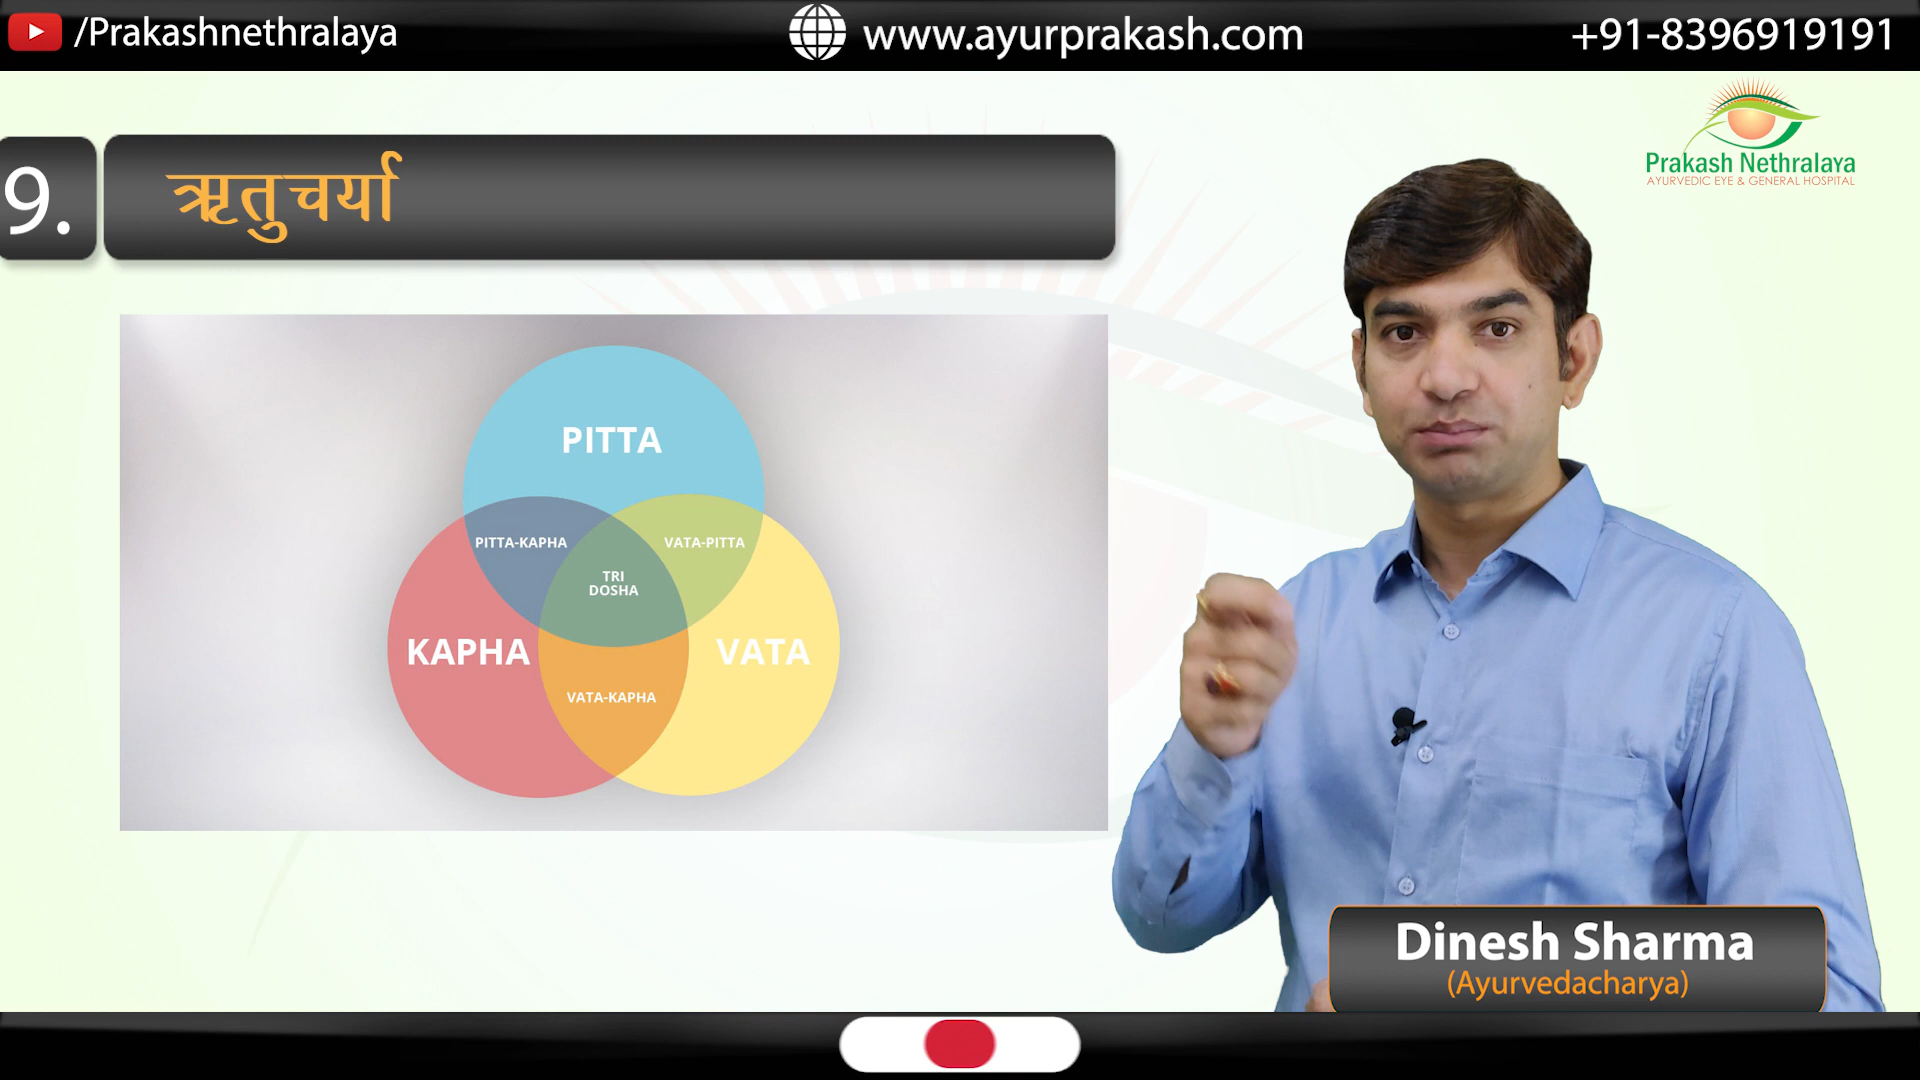 /Prakashnethralaya
www.ayurprakash.com
+91-8396919191
Prakash Nethralaya
AYURVEDIC EYE & GENERAL HOSPITAL
9.
ऋतुचर्या
PITTA
PITTA-KAPHA
VATA-PITTA
TRI
DOSHA
KAPHA
VATA
VATA-KAPHA
Dinesh Sharma
(Ayurvedacharya)